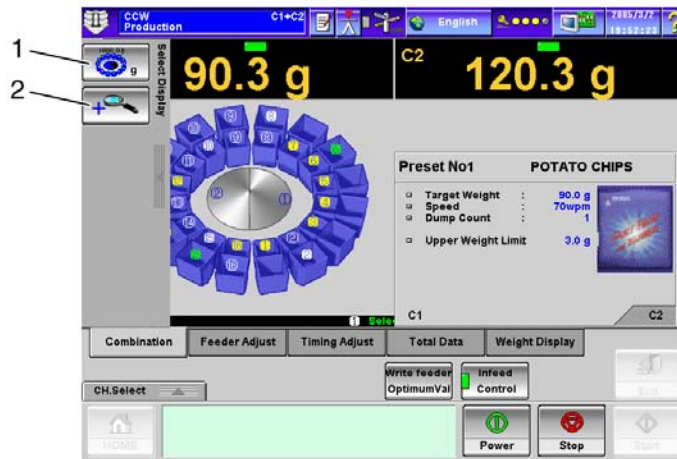 CCW C1→C2
Production
English
2005/3/2
19:52:23
?
1
2
g
Select Display
90.3 g
C2
120.3 g
Preset No1 POTATO CHIPS
Target Weight : 90.0 g
Speed : 70wpm
Dump Count : 1
Upper Weight Limit 3.0 g
C1
C2
Combination
Feeder Adjust
Timing Adjust
Total Data
Weight Display
Write feeder
OptimumVal
Infeed
Control
Exit
CH.Select
HOME
Power
Stop
Start